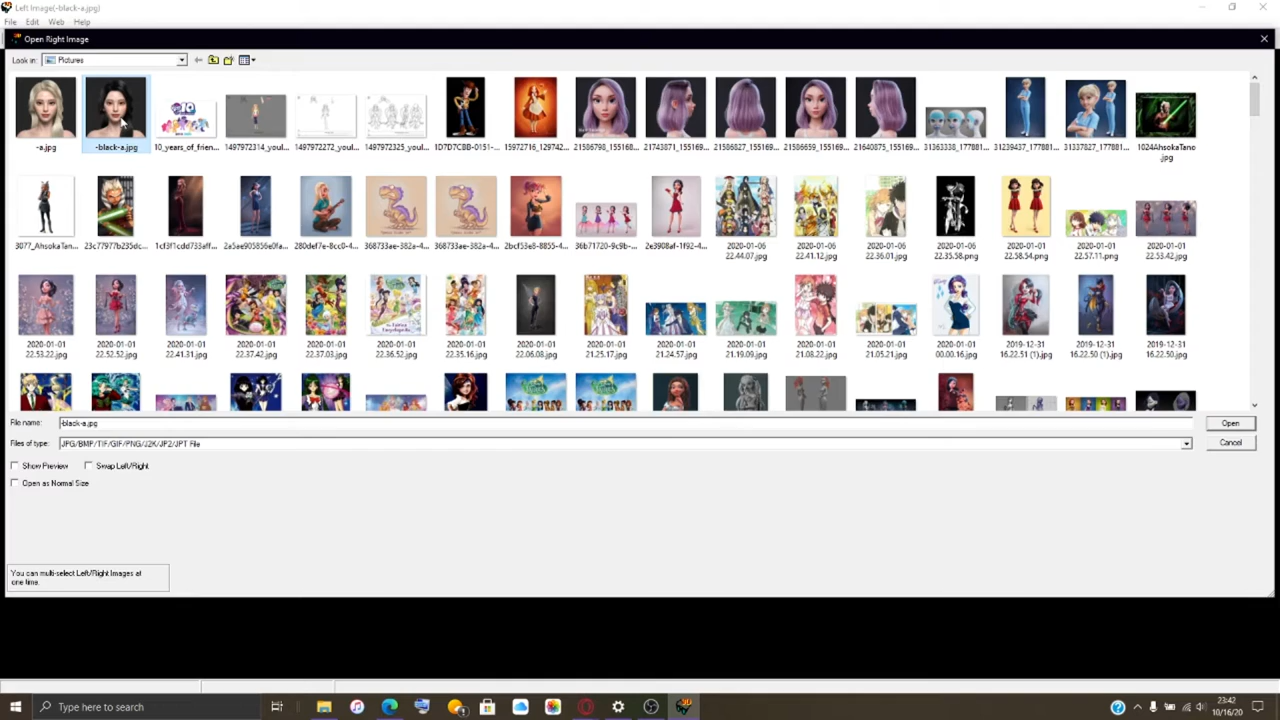 Left Image(-black-a.jpg)
File Edit Web Help
Open Right Image
Look in: Pictures
-a.jpg -black-a.jpg 10_years_of_frien... 1497972314_youl... 1497972272_youl... 1497972325_youl... 1D7D7CBB-0151-... 15972716_129742... 21586798_155168... 21743871_155169... 21586827_155169... 21586659_155169... 21640875_155169... 31363338_177881... 31239437_177881... 31337827_177881... 1024AhsokaTano
.jpg
307?_AhsokaTan... 23c77977b235dc... 1cf3f1cdd733aff... 2a5ae905856e0fa... 280def7e-8cc0-4... 368733ae-382a-4... 368733ae-382a-4... 2bcf53e8-8855-4... 36b71720-9c9b-... 2e3908af-1f92-4... 2020-01-06 2020-01-06 2020-01-06 2020-01-06 2020-01-01 2020-01-01 2020-01-01
22.44.07.jpg 22.41.12.jpg 22.36.01.jpg 22.35.58.png 22.58.54.png 22.57.11.png 22.53.42.jpg
2020-01-01 2020-01-01 2020-01-01 2020-01-01 2020-01-01 2020-01-01 2020-01-01 2020-01-01 2020-01-01 2020-01-01 2020-01-01 2020-01-01 2020-01-01 2020-01-01 2019-12-31 2019-12-31 2019-12-31
22.53.22.jpg 22.52.52.jpg 22.41.31.jpg 22.37.42.jpg 22.37.03.jpg 22.36.52.jpg 22.35.16.jpg 22.06.08.jpg 21.25.17.jpg 21.24.57.jpg 21.19.09.jpg 21.08.22.jpg 21.05.21.jpg 00.00.16.jpg 16.22.51 (1).jpg 16.22.50 (1).jpg 16.22.50.jpg
File name: -black-a.jpg Open
Files of type: JPG/BMP/TIF/GIF/PNG/J2K/JP2/JPT File Cancel
Show Preview Swap Left/Right
Open as Normal Size
You can multi-select Left/Right Images at
one time.
Type here to search
23:42
10/16/20